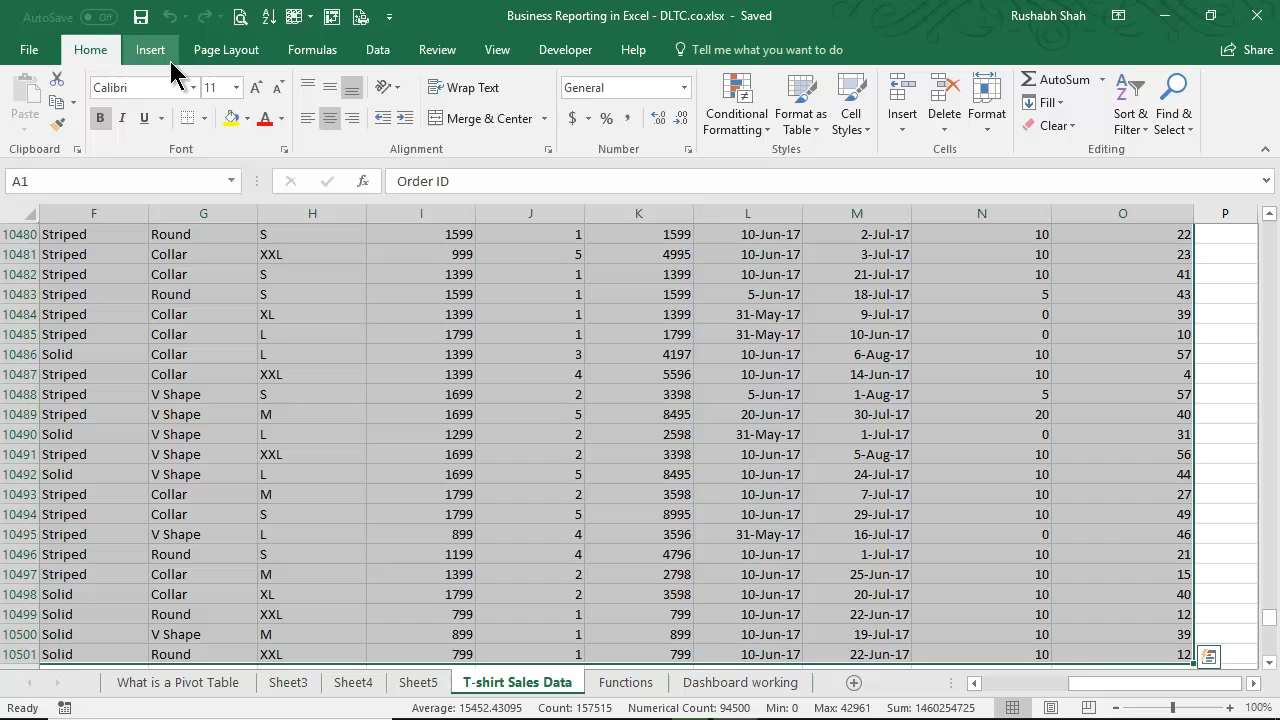 AutoSave Off Business Reporting in Excel - DLTC.co.xlsx - Saved Rushabh Shah
File Home Insert Page Layout Formulas Data Review View Developer Help Tell me what you want to do Share
Calibri 11 Wrap Text General AutoSum
Paste Conditional Formatting Format as Table Cell Styles Insert Delete Format Fill Sort & Filter Find & Select
B I U A Merge & Center $ % , Clear
Clipboard Font Alignment Number Styles Cells Editing
A1 fx Order ID
F G H I J K L M N O P
10480 Striped Round S 1599 1 1599 10-Jun-17 2-Jul-17 10 22
10481 Striped Collar XXL 999 5 4995 10-Jun-17 3-Jul-17 10 23
10482 Striped Collar S 1399 1 1399 10-Jun-17 21-Jul-17 10 41
10483 Striped Round S 1599 1 1599 5-Jun-17 18-Jul-17 5 43
10484 Striped Collar XL 1399 1 1399 31-May-17 9-Jul-17 0 39
10485 Striped Collar L 1799 1 1799 31-May-17 10-Jun-17 0 10
10486 Solid Collar L 1399 3 4197 10-Jun-17 6-Aug-17 10 57
10487 Striped Collar XXL 1399 4 5596 10-Jun-17 14-Jun-17 10 4
10488 Striped V Shape S 1699 2 3398 5-Jun-17 1-Aug-17 5 57
10489 Striped V Shape M 1699 5 8495 20-Jun-17 30-Jul-17 20 40
10490 Solid V Shape L 1299 2 2598 31-May-17 1-Jul-17 0 31
10491 Striped V Shape XXL 1699 2 3398 10-Jun-17 5-Aug-17 10 56
10492 Solid V Shape L 1699 5 8495 10-Jun-17 24-Jul-17 10 44
10493 Striped Collar M 1799 2 3598 10-Jun-17 7-Jul-17 10 27
10494 Striped Collar S 1799 5 8995 10-Jun-17 29-Jul-17 10 49
10495 Striped V Shape L 899 4 3596 31-May-17 16-Jul-17 0 46
10496 Striped Round S 1199 4 4796 10-Jun-17 1-Jul-17 10 21
10497 Striped Collar M 1399 2 2798 10-Jun-17 25-Jun-17 10 15
10498 Solid Collar XL 1799 2 3598 10-Jun-17 20-Jul-17 10 40
10499 Solid Round XXL 799 1 799 10-Jun-17 22-Jun-17 10 12
10500 Solid V Shape M 899 1 899 10-Jun-17 19-Jul-17 10 39
10501 Solid Round XXL 799 1 799 10-Jun-17 22-Jun-17 10 12
What is a Pivot Table Sheet3 Sheet4 Sheet5 T-shirt Sales Data Functions Dashboard working
Ready Average: 15452.43095 Count: 157515 Numerical Count: 94500 Min: 0 Max: 42961 Sum: 1460254725 100%